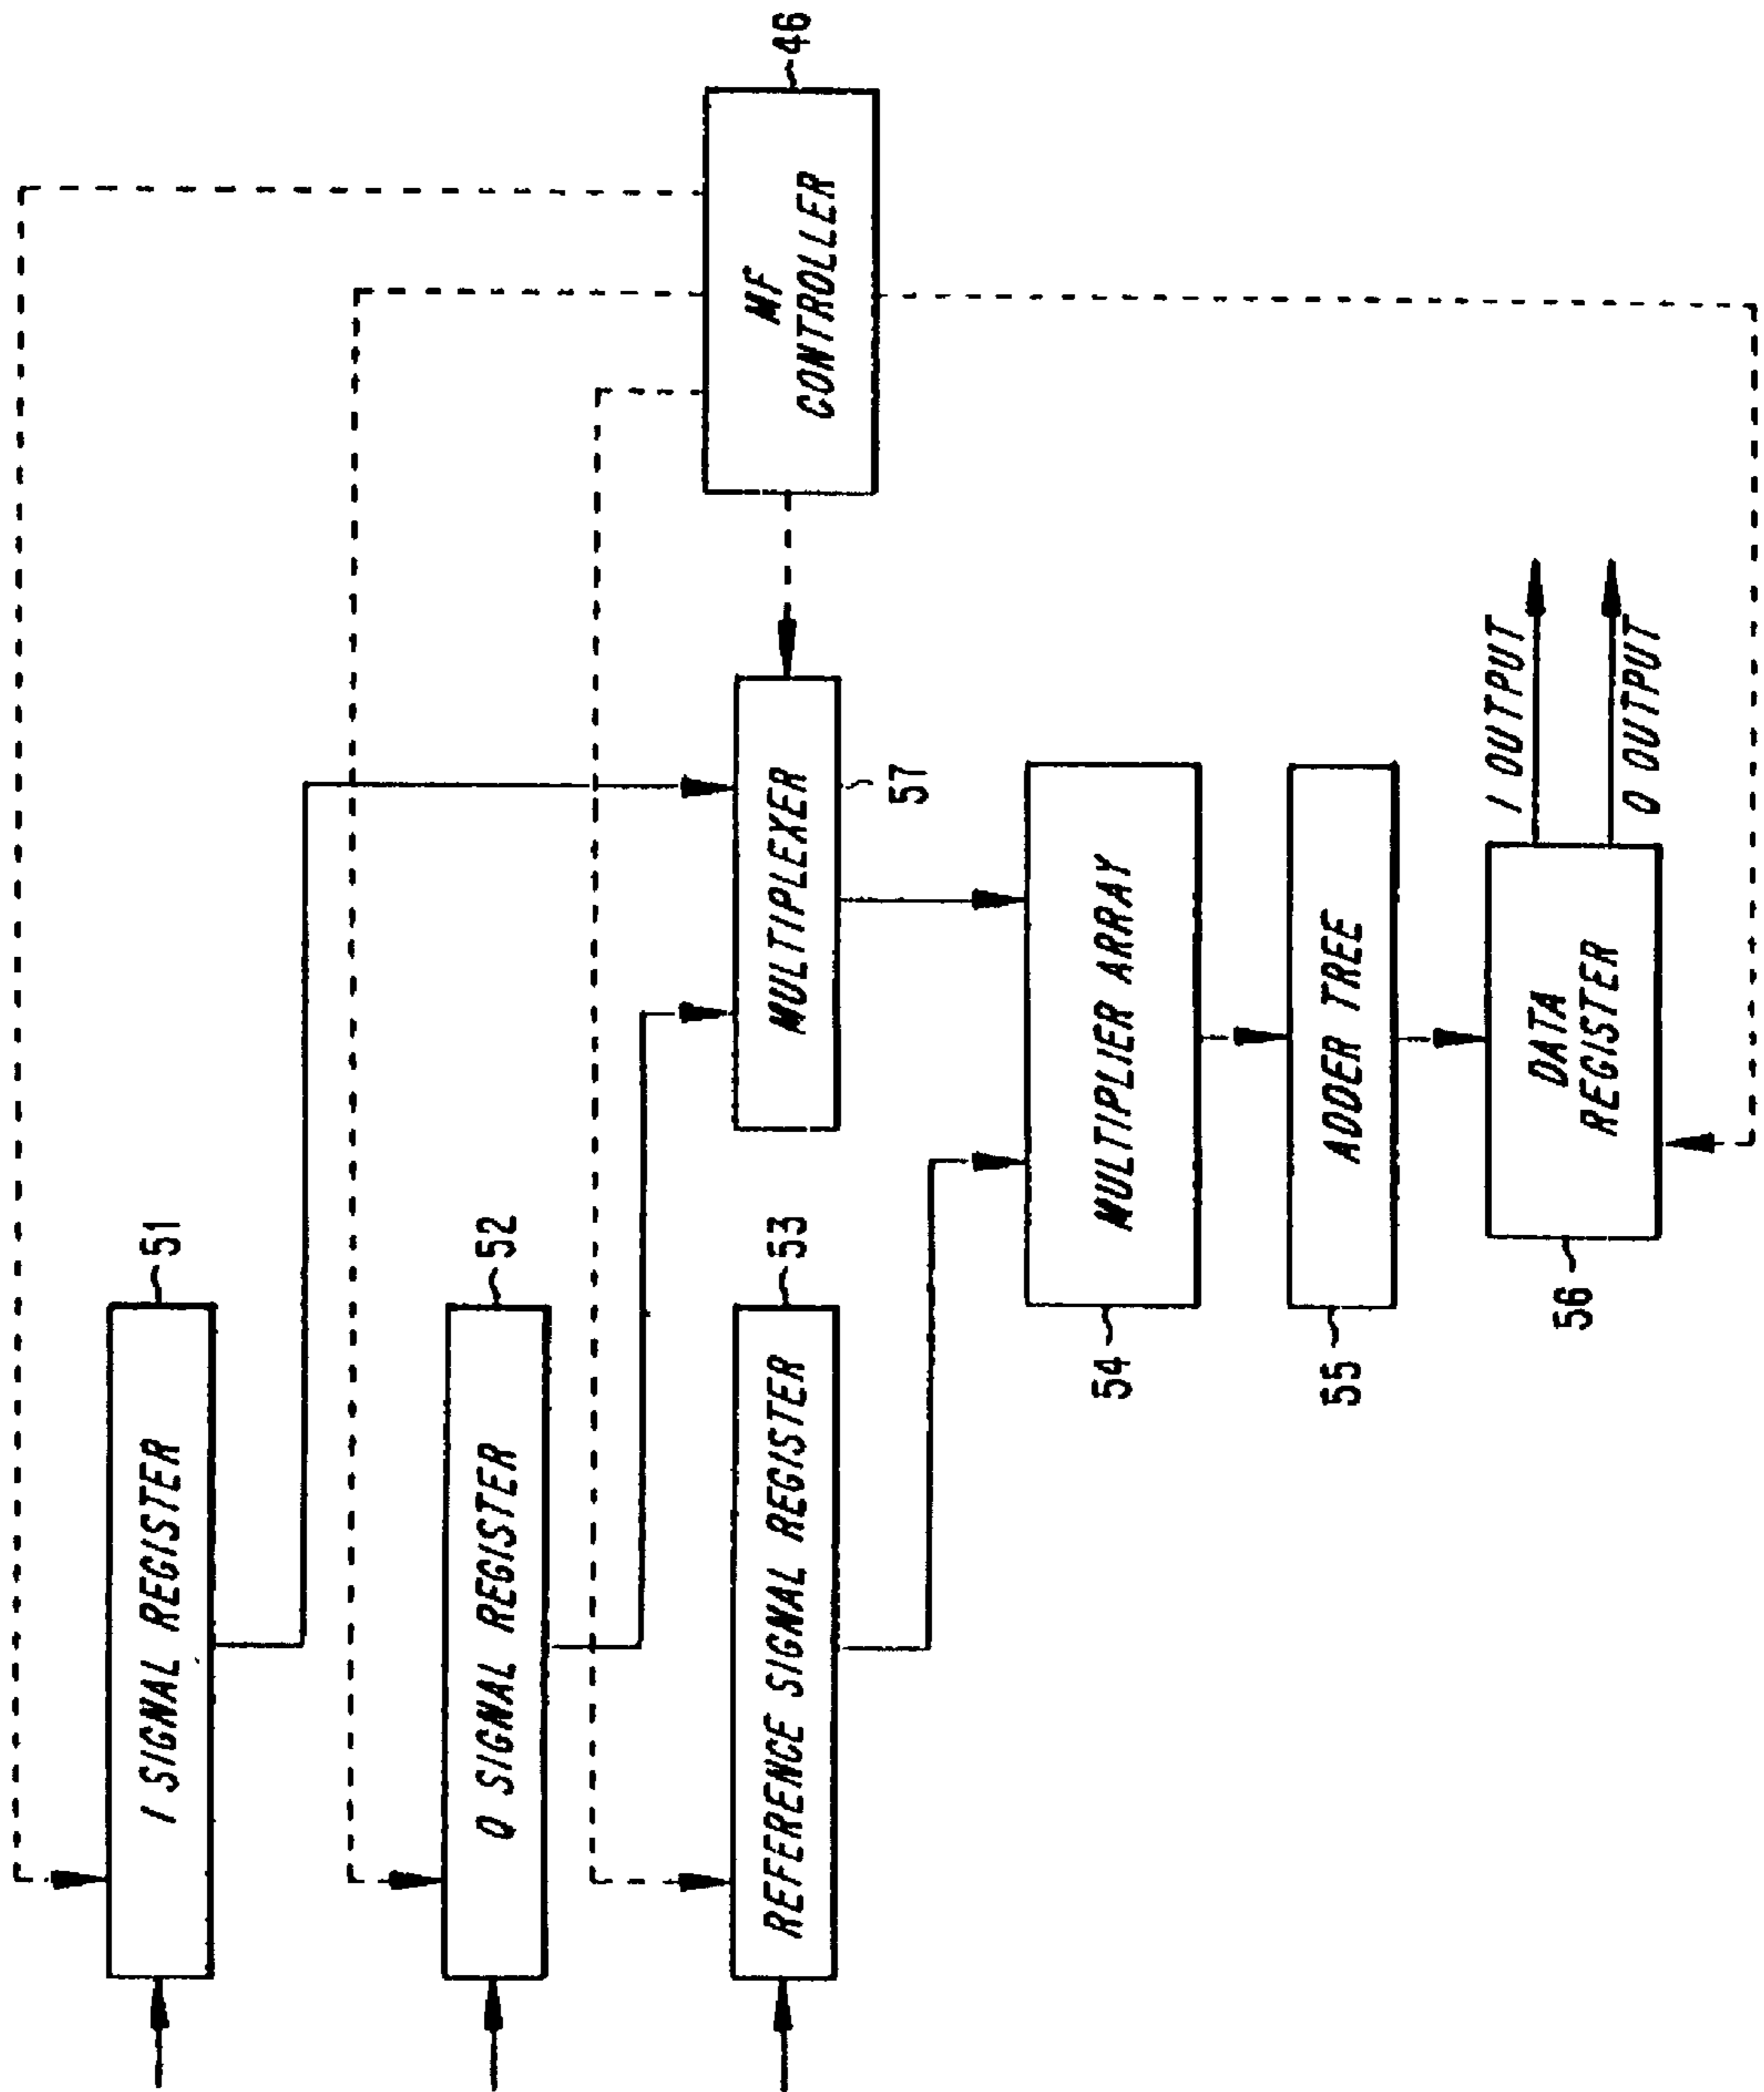 51
I SIGNAL REGISTER
52
Q SIGNAL REGISTER
53
REFERENCE SIGNAL REGISTER
46
MF
CONTROLLER
MULTIPLEXER
57
54
MULTIPLIER ARRAY
55
ADDER TREE
56
DATA
REGISTER
I OUTPUT
Q OUTPUT